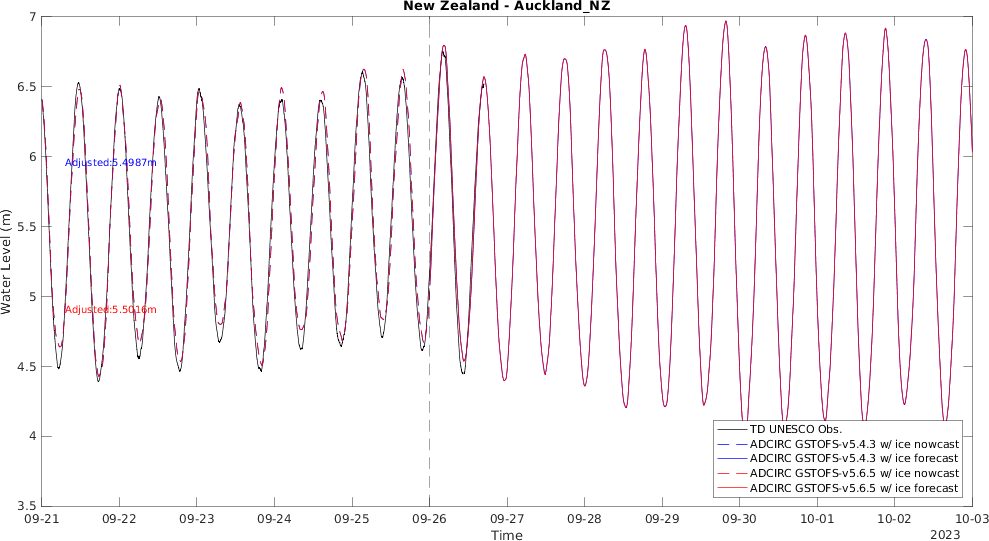 New Zealand - Auckland_NZ
7
6.5
6
5.5
5
4.5
4
3.5
Water Level (m)
Adjusted:5.4987m
Adjusted:5.5016m
TD UNESCO Obs.
ADCIRC GSTOFS-v5.4.3 w/ ice nowcast
ADCIRC GSTOFS-v5.4.3 w/ ice forecast
ADCIRC GSTOFS-v5.6.5 w/ ice nowcast
ADCIRC GSTOFS-v5.6.5 w/ ice forecast
09-21 09-22 09-23 09-24 09-25 09-26 09-27 09-28 09-29 09-30 10-01 10-02 10-03
Time
2023